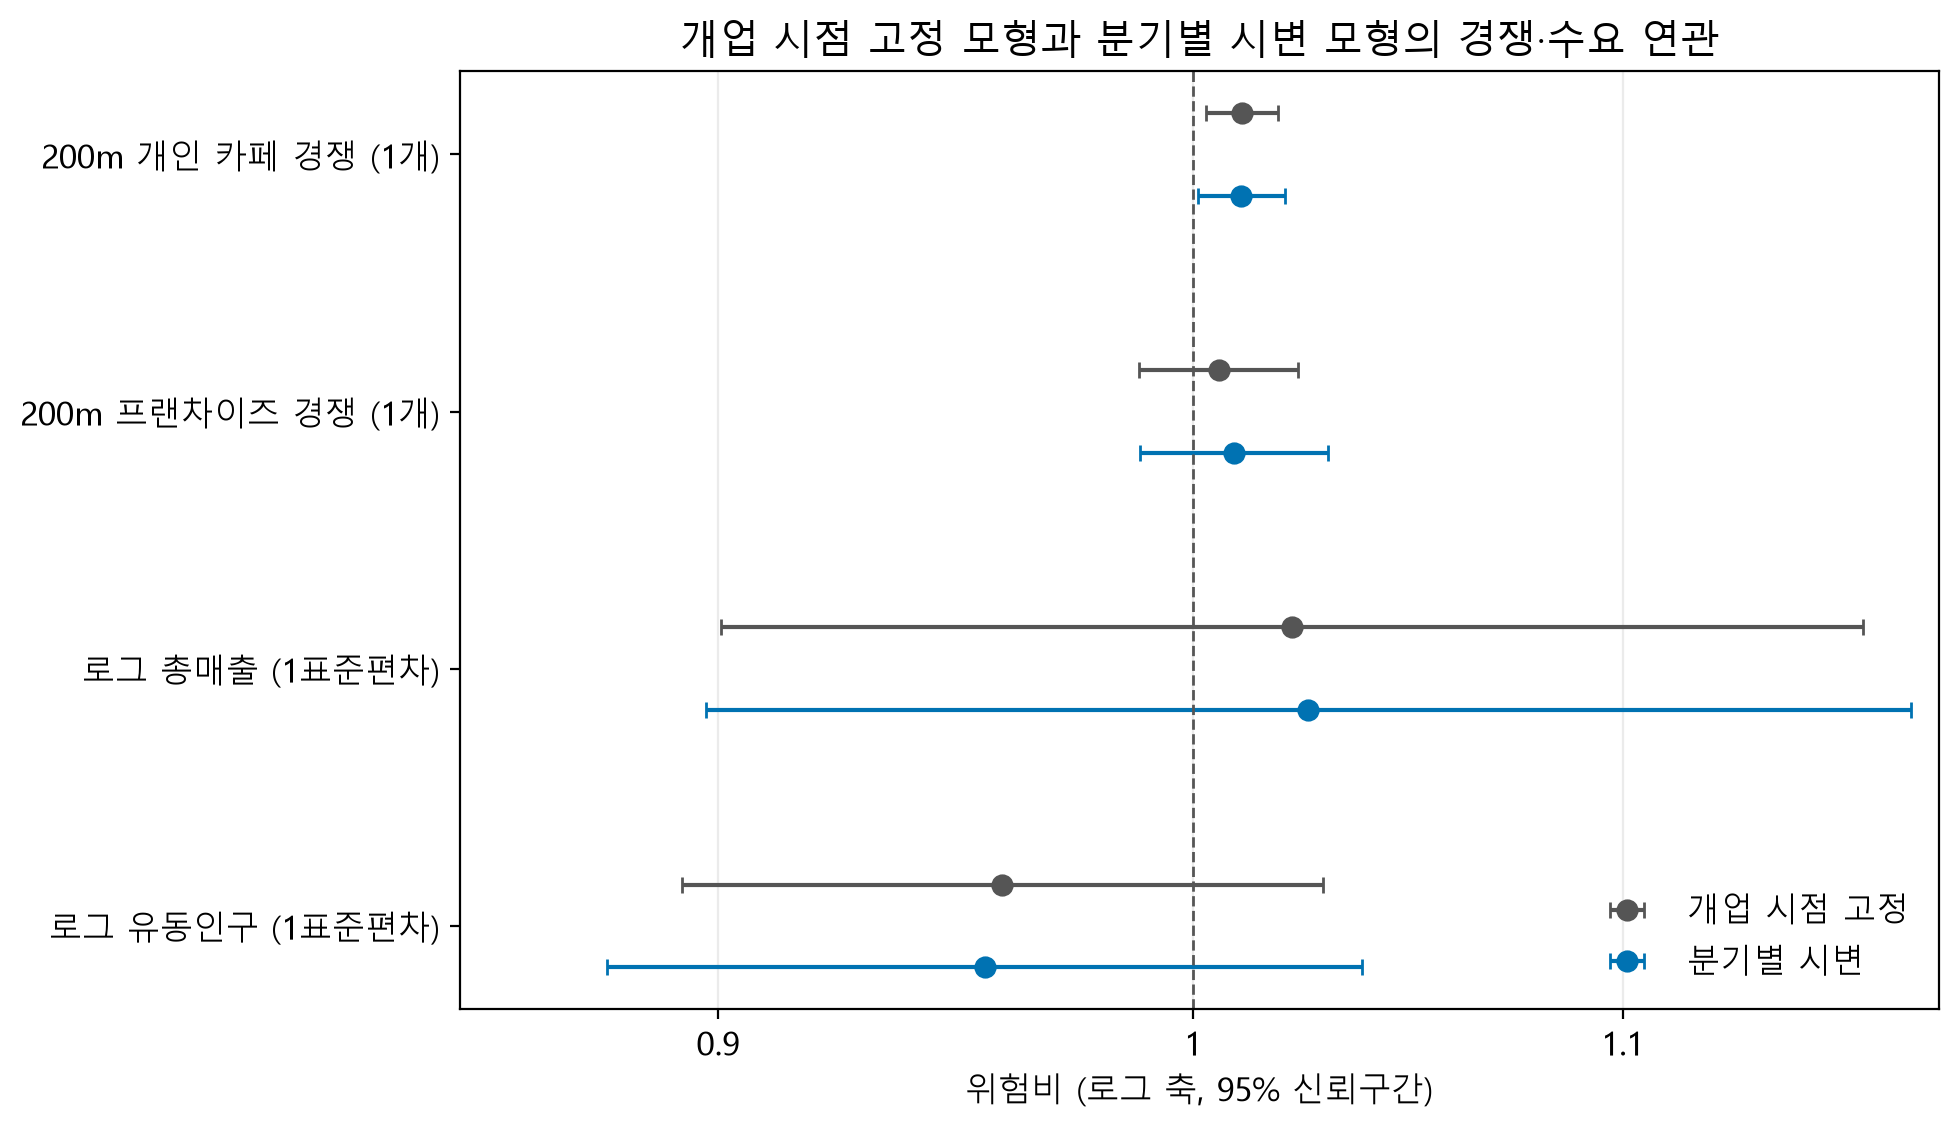 개업 시점 고정 모형과 분기별 시변 모형의 경쟁·수요 연관
200m 개인 카페 경쟁 (1개)
200m 프랜차이즈 경쟁 (1개)
로그 총매출 (1표준편차)
로그 유동인구 (1표준편차)
개업 시점 고정
분기별 시변
0.9 1 1.1
위험비 (로그 축, 95% 신뢰구간)